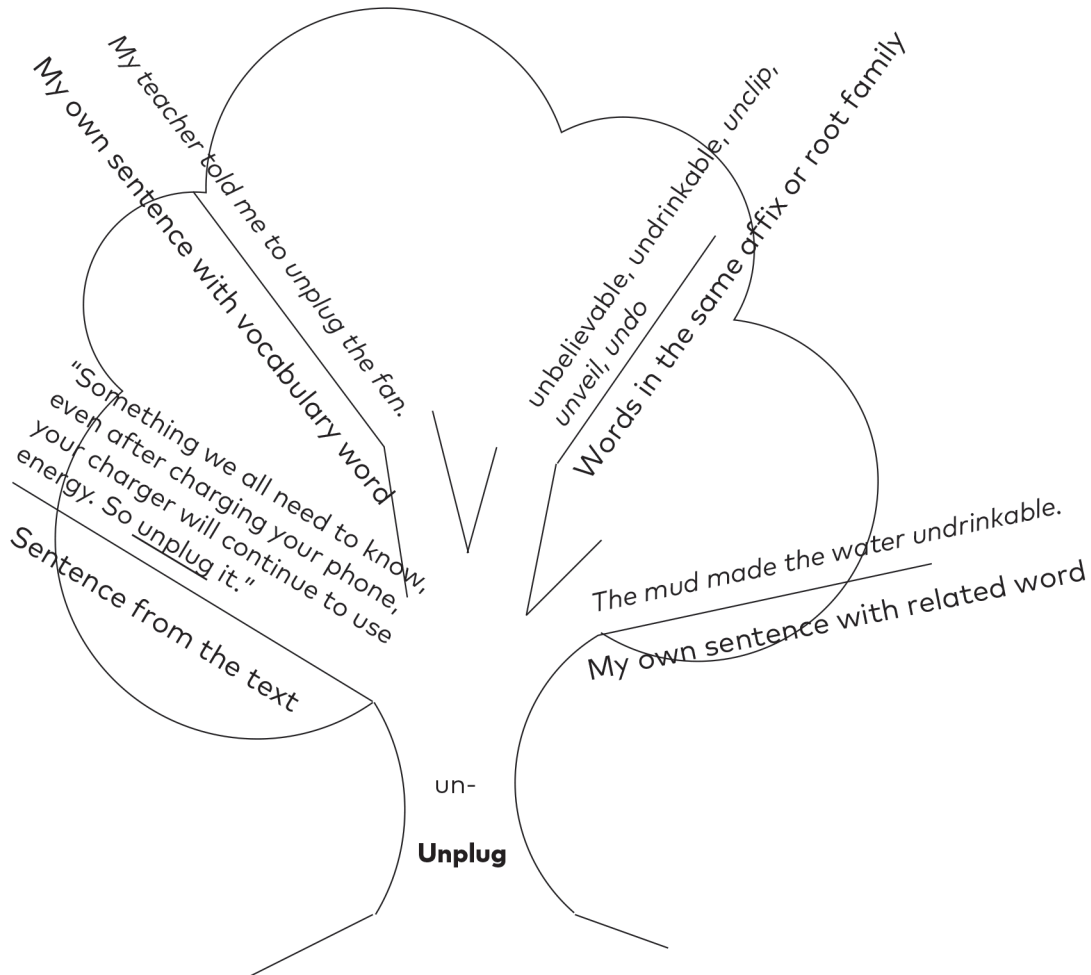 My teacher told me to unplug the fan.
My own sentence with vocabulary word
unbelievable, undrinkable, unclip,
unveil, undo
Words in the same affix or root family
"Something we all need to know,
even after charging your phone,
your charger will continue to use
energy. So unplug it."
Sentence from the text
The mud made the water undrinkable.
My own sentence with related word
un-
Unplug